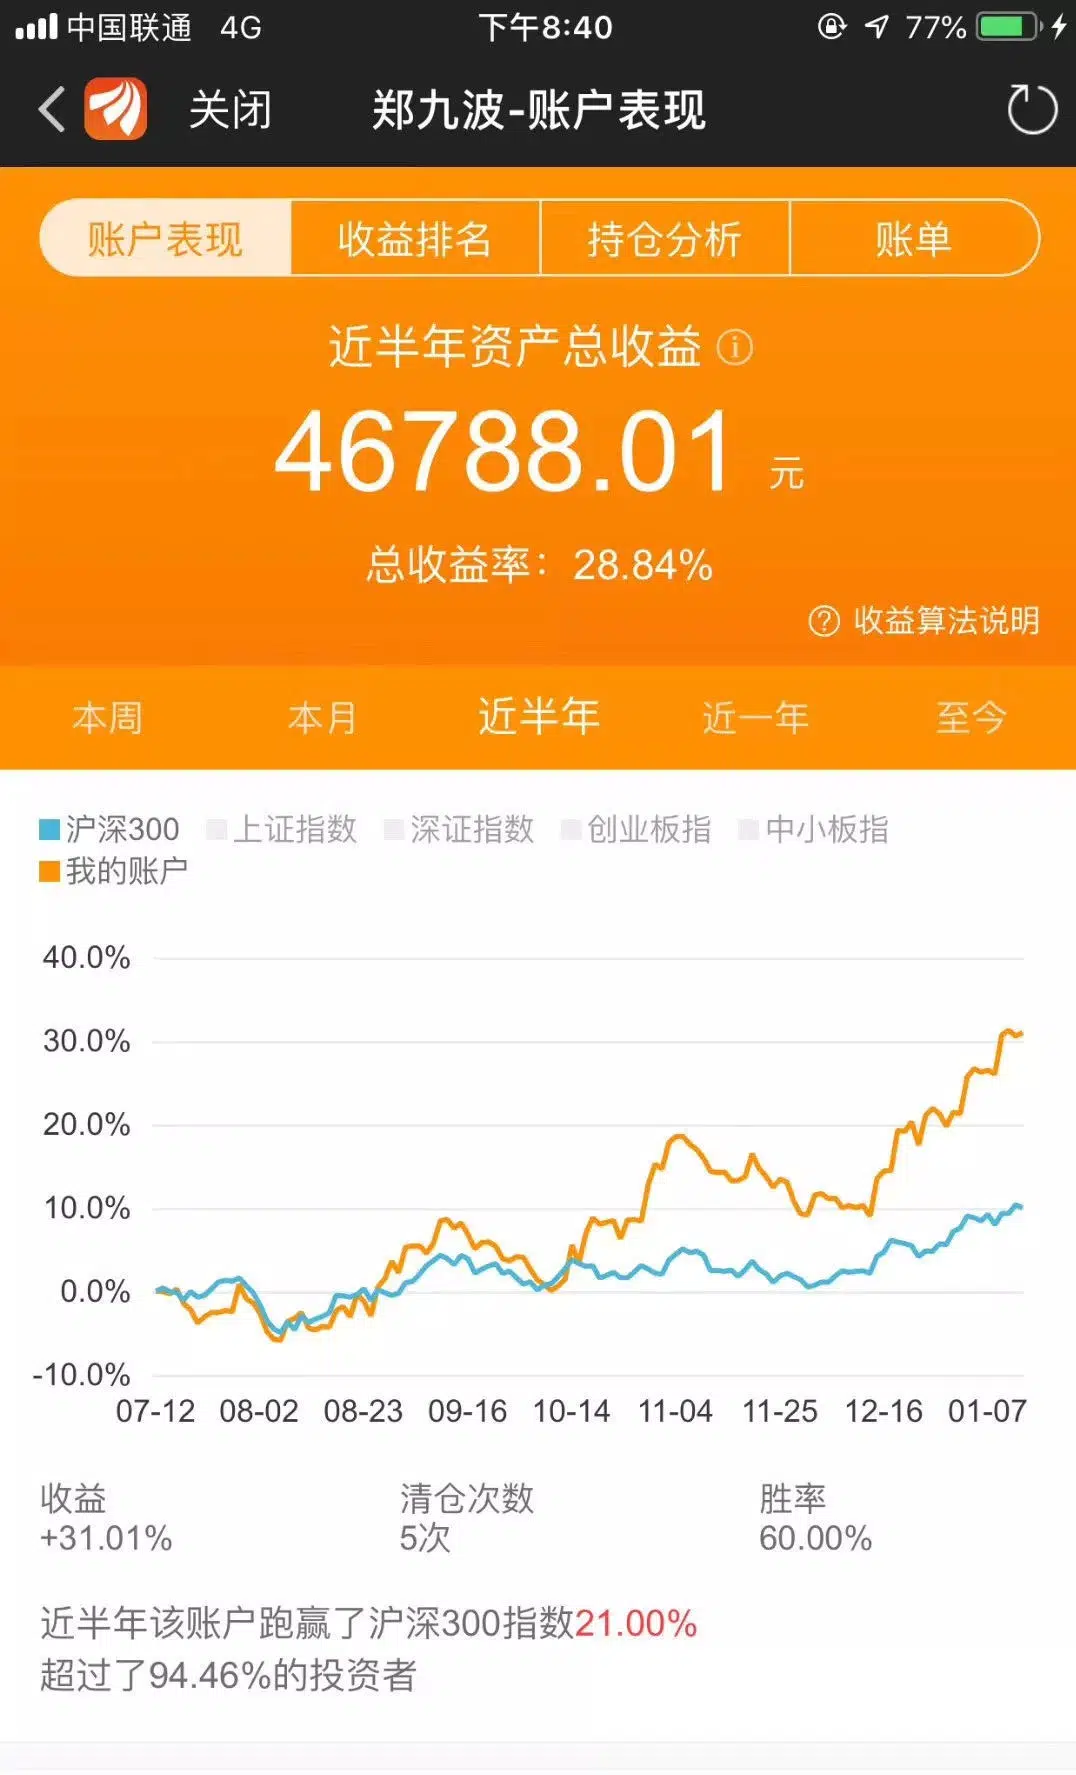 中国联通 4G 下午8:40 77%
关闭 郑九波-账户表现
账户表现 收益排名 持仓分析 账单
近半年资产总收益
46788.01 元
总收益率：28.84%
收益算法说明
本周 本月 近半年 近一年 至今
沪深300 上证指数 深证指数 创业板指 中小板指
我的账户
40.0%
30.0%
20.0%
10.0%
0.0%
-10.0%
07-12 08-02 08-23 09-16 10-14 11-04 11-25 12-16 01-07
收益 清仓次数 胜率
+31.01% 5次 60.00%
近半年该账户跑赢了沪深300指数21.00%
超过了94.46%的投资者